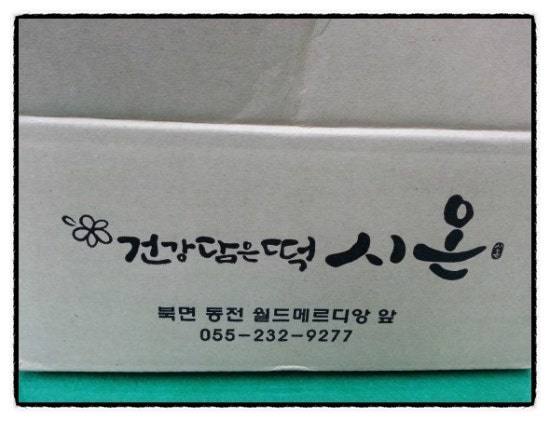 건강담은떡 시온
북면 동전 월드메르디앙 앞
055-232-9277